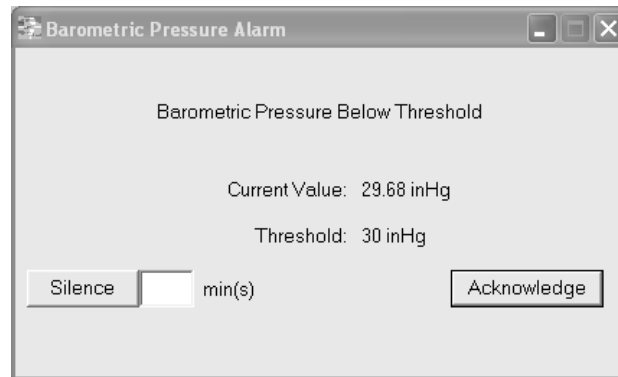 Barometric Pressure Alarm
Barometric Pressure Below Threshold
Current Value: 29.68 inHg
Threshold: 30 inHg
Silence min(s) Acknowledge